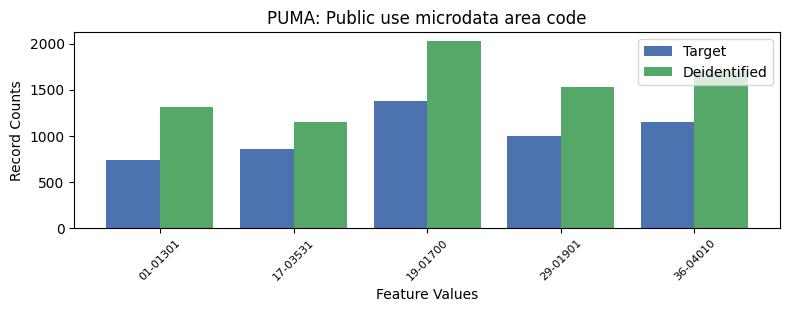 PUMA: Public use microdata area code
Target
Deidentified
Record Counts
2000
1500
1000
500
0
01-01301
17-03531
19-01700
29-01901
36-04010
Feature Values